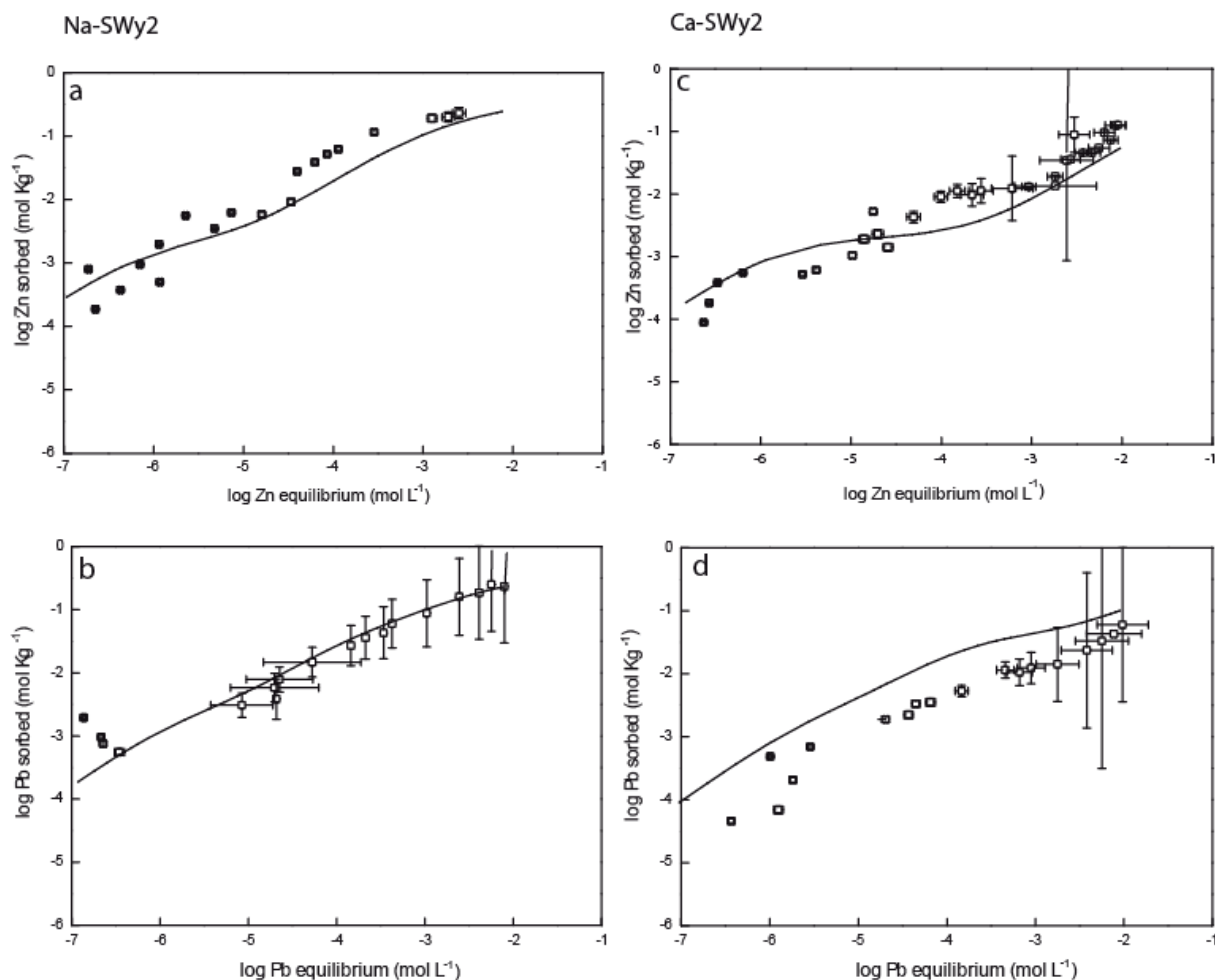 Na-SWy2
Ca-SWy2
a
0
-1
-2
-3
-4
-5
-6
log Zn sorbed (mol Kg⁻¹)
-7 -6 -5 -4 -3 -2 -1
log Zn equilibrium (mol L⁻¹)
c
0
-1
-2
-3
-4
-5
-6
log Zn sorbed (mol Kg⁻¹)
-7 -6 -5 -4 -3 -2 -1
log Zn equilibrium (mol L⁻¹)
b
0
-1
-2
-3
-4
-5
-6
log Pb sorbed (mol Kg⁻¹)
-7 -6 -5 -4 -3 -2 -1
log Pb equilibrium (mol L⁻¹)
d
0
-1
-2
-3
-4
-5
-6
log Pb sorbed (mol Kg⁻¹)
-7 -6 -5 -4 -3 -2 -1
log Pb equilibrium (mol L⁻¹)